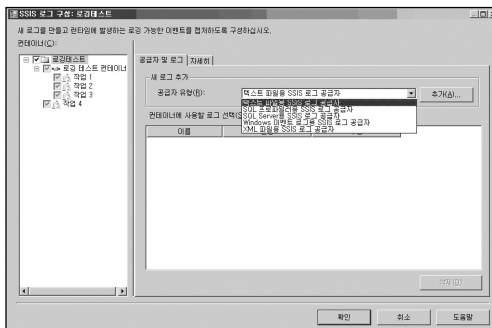 SSIS 로그 구성: 로깅테스트
새 로그를 만들고 런타임에 발생하는 로깅 가능한 이벤트를 캡처하도록 구성하십시오.
컨테이너(C):
로깅테스트
로깅 테스트 컨테이너
작업 1
작업 2
작업 3
작업 4
공급자 및 로그
자세히
새 로그 추가
공급자 유형(R):
텍스트 파일용 SSIS 로그 공급자
추가(A)...
텍스트 파일용 SSIS 로그 공급자
SQL 프로파일러용 SSIS 로그 공급자
SQL Server용 SSIS 로그 공급자
Windows 이벤트 로그용 SSIS 로그 공급자
XML 파일용 SSIS 로그 공급자
컨테이너에 사용할 로그 선택(S
이름
삭제(D)
확인
취소
도움말